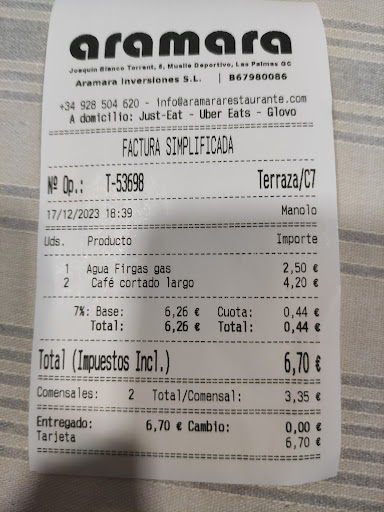 aramara
Joaquin Blanco Torrent, 5, Muelle Deportivo, Las Palmas GC
Aramara Inversiones S.L. | B67980086
+34 928 504 620 - info@aramararestaurante.com
A domicilio: Just-Eat - Uber Eats - Glovo
FACTURA SIMPLIFICADA
Nº Op.: T-53698 Terraza/C7
17/12/2023 18:39 Manolo
Uds. Producto Importe
1 Agua Firgas gas 2,50 €
2 Café cortado largo 4,20 €
7%: Base: 6,26 € Cuota: 0,44 €
Total: 6,26 € Total: 0,44 €
Total (Impuestos Incl.) 6,70 €
Comensales: 2 Total/Comensal: 3,35 €
Entregado: 6,70 € Cambio: 0,00 €
Tarjeta 6,70 €